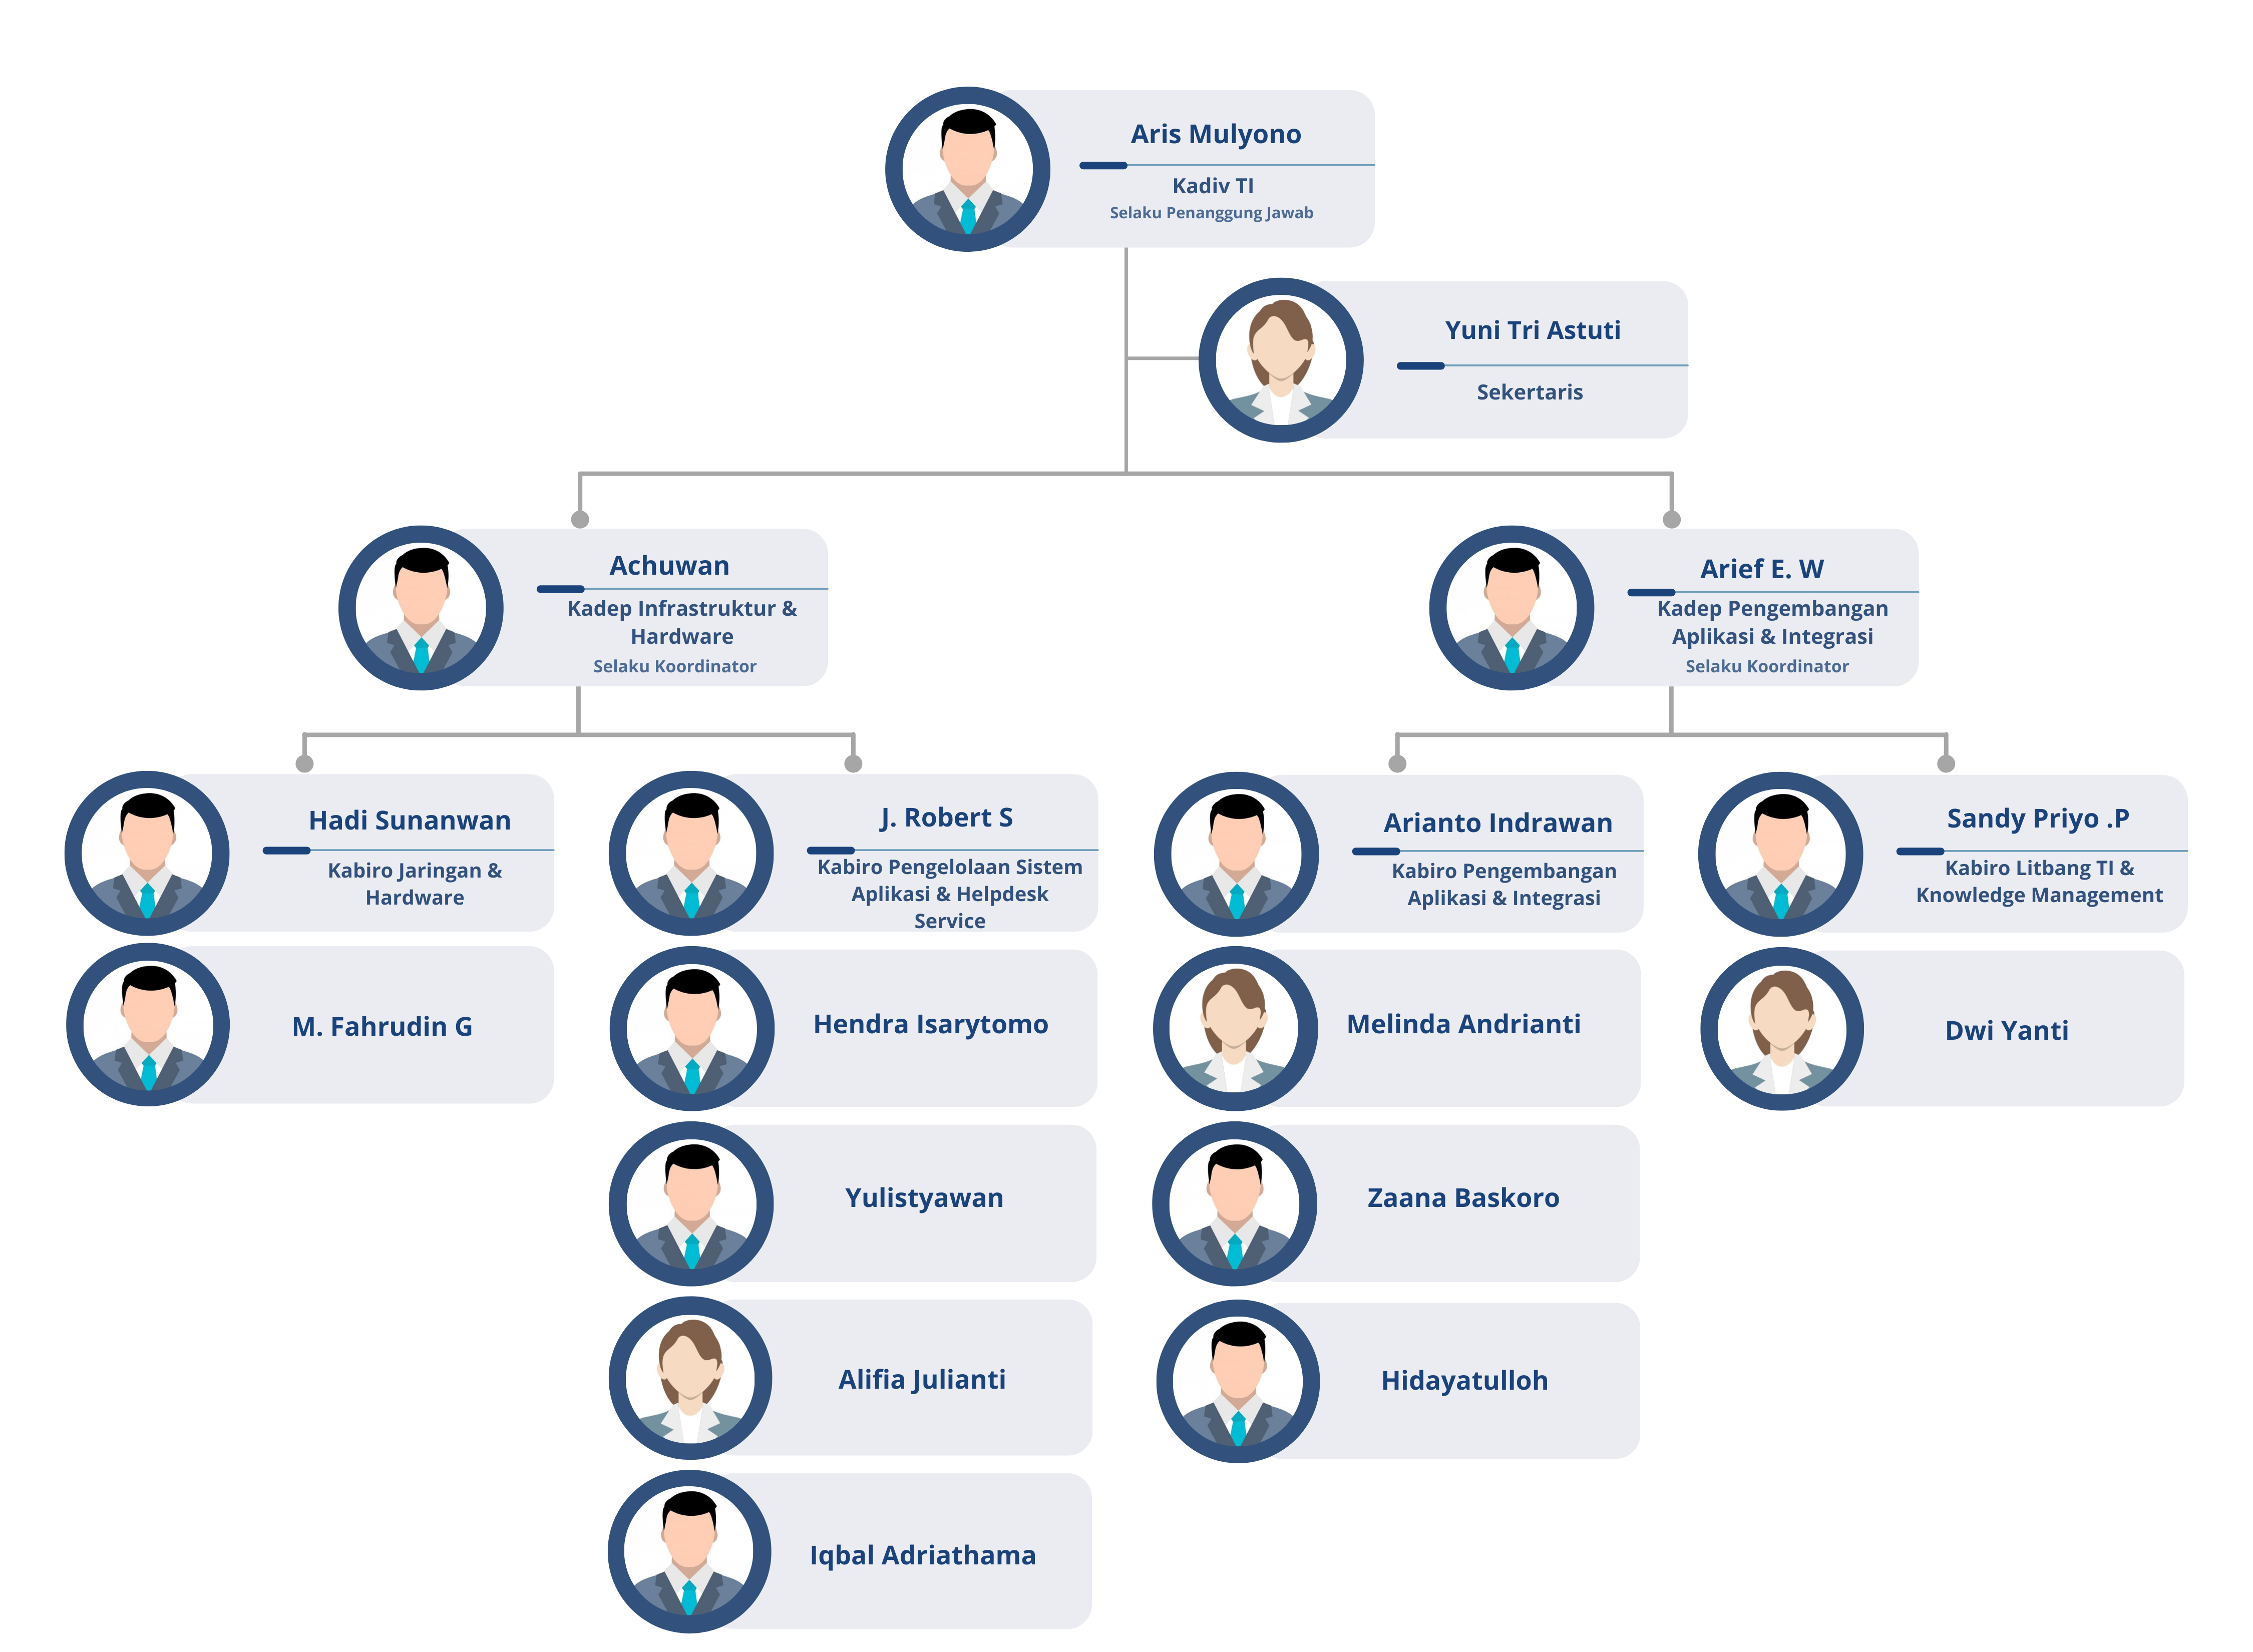 Aris Mulyono
Kadiv TI
Selaku Penanggung Jawab
Yuni Tri Astuti
Sekertaris
Achuwan
Kadep Infrastruktur &
Hardware
Selaku Koordinator
Arief E. W
Kadep Pengembangan
Aplikasi & Integrasi
Selaku Koordinator
Hadi Sunanwan
Kabiro Jaringan &
Hardware
J. Robert S
Kabiro Pengelolaan Sistem
Aplikasi & Helpdesk
Service
Arianto Indrawan
Kabiro Pengembangan
Aplikasi & Integrasi
Sandy Priyo .P
Kabiro Litbang TI &
Knowledge Management
M. Fahrudin G
Hendra Isarytomo
Melinda Andrianti
Dwi Yanti
Yulistyawan
Zaana Baskoro
Alifia Julianti
Hidayatulloh
Iqbal Adriathama